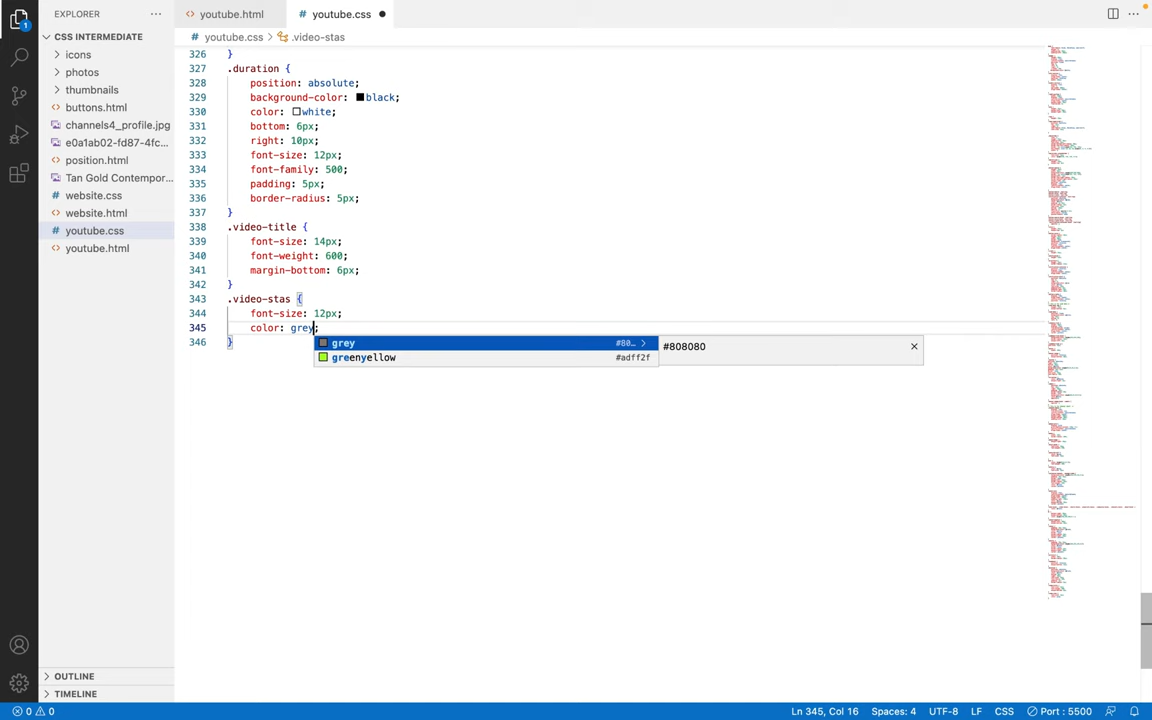 EXPLORER
youtube.html
# youtube.css
CSS INTERMEDIATE
# youtube.css > .video-stas
icons
photos
thumbnails
<> buttons.html
channels4_profile.jpg
e0a1ab02-fd87-4fc...
<> position.html
Tan Gold Contempor...
# website.css
<> website.html
# youtube.css
<> youtube.html
326 }
327 .duration {
328 position: absolute;
329 background-color: black;
330 color: white;
331 bottom: 6px;
332 right: 10px;
333 font-size: 12px;
334 font-family: 500;
335 padding: 5px;
336 border-radius: 5px;
337 }
338 .video-title {
339 font-size: 14px;
340 font-weight: 600;
341 margin-bottom: 6px;
342 }
343 .video-stas {
344 font-size: 12px;
345 color: grey;
346 }
grey #80... >
greenyellow #adff2f
#808080
OUTLINE
TIMELINE
1
0 0
Ln 345, Col 16
Spaces: 4
UTF-8
LF
CSS
Port : 5500